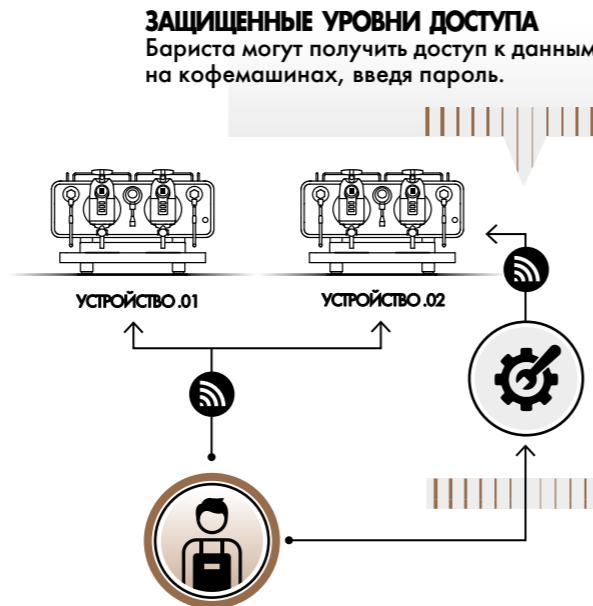 ЗАЩИЩЕННЫЕ УРОВНИ ДОСТУПА
Бариста могут получить доступ к данным
на кофемашинах, введя пароль.
УСТРОЙСТВО.01
УСТРОЙСТВО.02